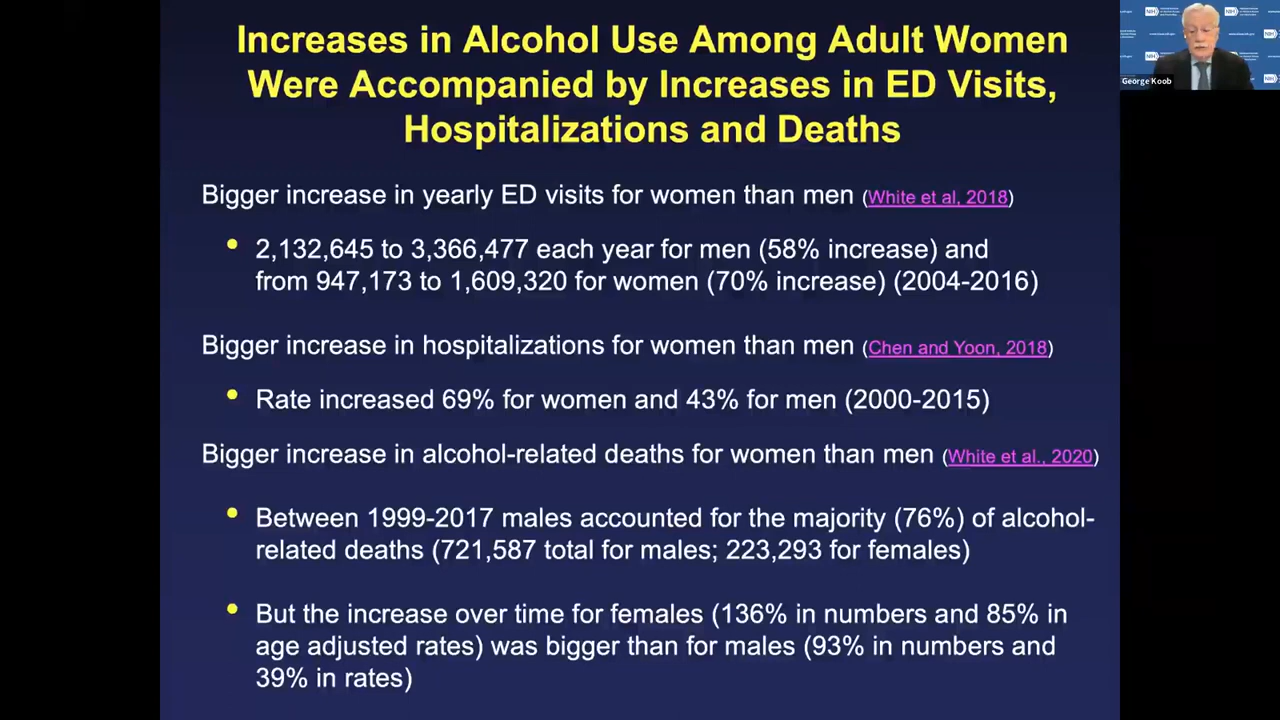 Increases in Alcohol Use Among Adult Women
Were Accompanied by Increases in ED Visits,
Hospitalizations and Deaths
Bigger increase in yearly ED visits for women than men (White et al, 2018)
• 2,132,645 to 3,366,477 each year for men (58% increase) and
from 947,173 to 1,609,320 for women (70% increase) (2004-2016)
Bigger increase in hospitalizations for women than men (Chen and Yoon, 2018)
• Rate increased 69% for women and 43% for men (2000-2015)
Bigger increase in alcohol-related deaths for women than men (White et al., 2020)
• Between 1999-2017 males accounted for the majority (76%) of alcohol-
related deaths (721,587 total for males; 223,293 for females)
• But the increase over time for females (136% in numbers and 85% in
age adjusted rates) was bigger than for males (93% in numbers and
39% in rates)
NIH
George Koob